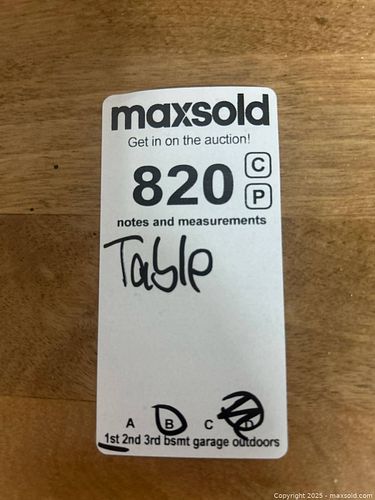 maxsold
Get in on the auction!
820 C
P
notes and measurements
Table
A B C D
1st 2nd 3rd bsmt garage outdoors
Copyright 2025 - maxsold.com